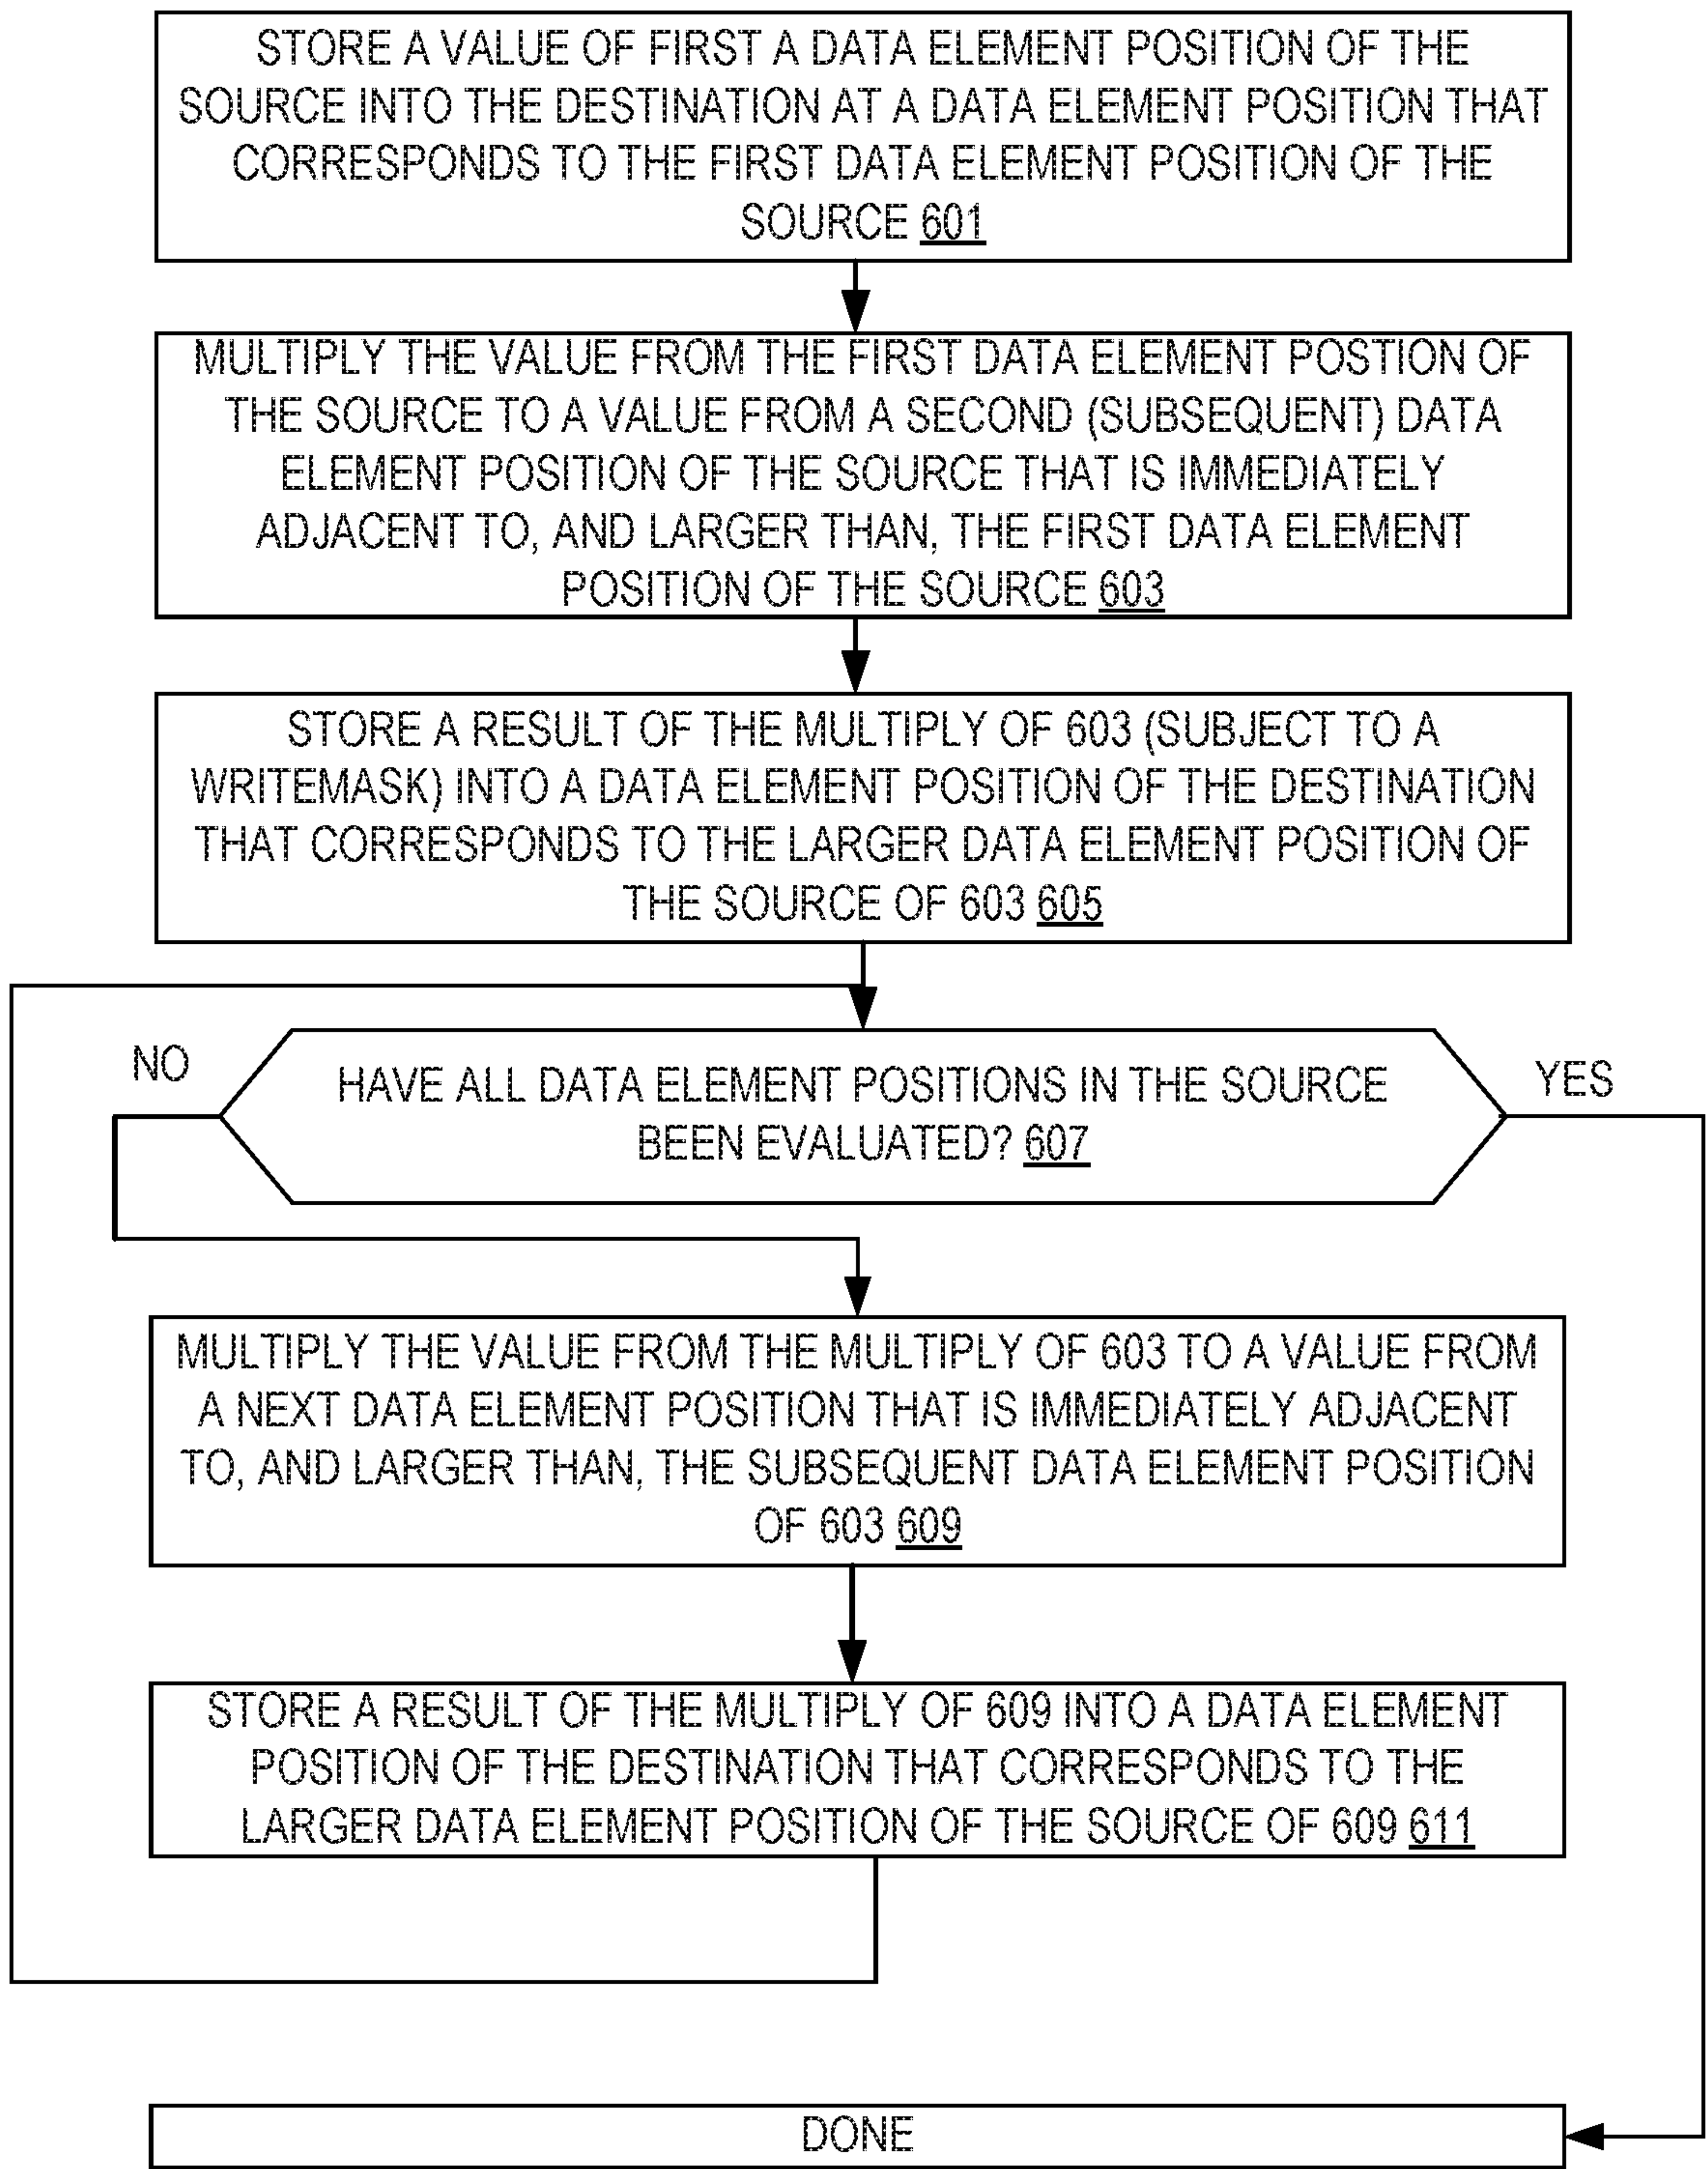 STORE A VALUE OF FIRST A DATA ELEMENT POSITION OF THE
SOURCE INTO THE DESTINATION AT A DATA ELEMENT POSITION THAT
CORRESPONDS TO THE FIRST DATA ELEMENT POSITION OF THE
SOURCE 601
MULTIPLY THE VALUE FROM THE FIRST DATA ELEMENT POSTION OF
THE SOURCE TO A VALUE FROM A SECOND (SUBSEQUENT) DATA
ELEMENT POSITION OF THE SOURCE THAT IS IMMEDIATELY
ADJACENT TO, AND LARGER THAN, THE FIRST DATA ELEMENT
POSITION OF THE SOURCE 603
STORE A RESULT OF THE MULTIPLY OF 603 (SUBJECT TO A
WRITEMASK) INTO A DATA ELEMENT POSITION OF THE DESTINATION
THAT CORRESPONDS TO THE LARGER DATA ELEMENT POSITION OF
THE SOURCE OF 603 605
NO
HAVE ALL DATA ELEMENT POSITIONS IN THE SOURCE
BEEN EVALUATED? 607
YES
MULTIPLY THE VALUE FROM THE MULTIPLY OF 603 TO A VALUE FROM
A NEXT DATA ELEMENT POSITION THAT IS IMMEDIATELY ADJACENT
TO, AND LARGER THAN, THE SUBSEQUENT DATA ELEMENT POSITION
OF 603 609
STORE A RESULT OF THE MULTIPLY OF 609 INTO A DATA ELEMENT
POSITION OF THE DESTINATION THAT CORRESPONDS TO THE
LARGER DATA ELEMENT POSITION OF THE SOURCE OF 609 611
DONE